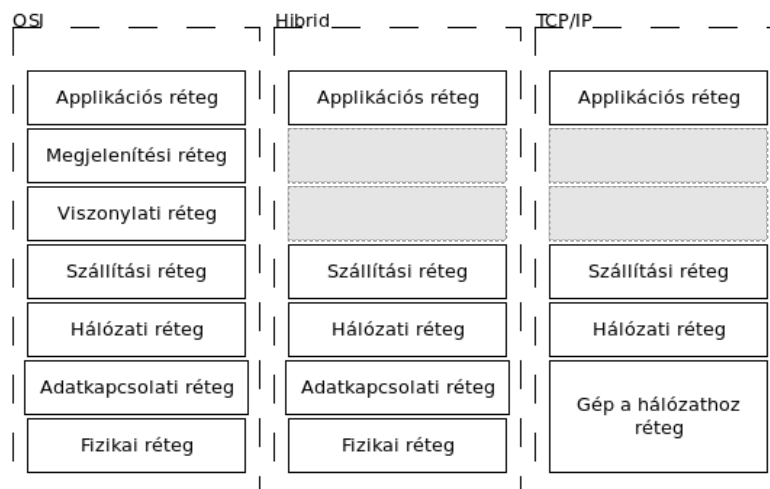 OSI
Hibrid
TCP/IP
Applikációs réteg
Applikációs réteg
Applikációs réteg
Megjelenítési réteg
Viszonylati réteg
Szállítási réteg
Szállítási réteg
Szállítási réteg
Hálózati réteg
Hálózati réteg
Hálózati réteg
Adatkapcsolati réteg
Adatkapcsolati réteg
Gép a hálózathoz
réteg
Fizikai réteg
Fizikai réteg